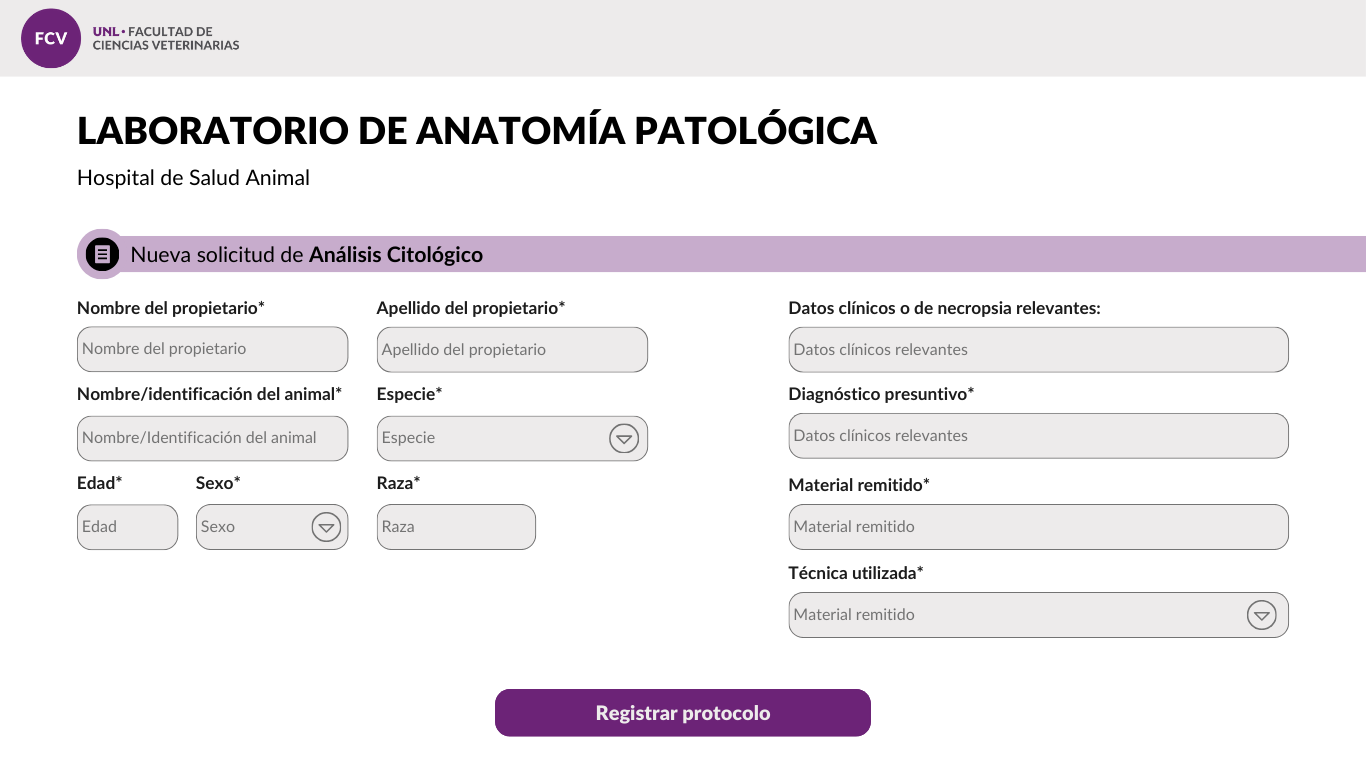 FCV
UNL • FACULTAD DE
CIENCIAS VETERINARIAS
LABORATORIO DE ANATOMÍA PATOLÓGICA
Hospital de Salud Animal
Nueva solicitud de Análisis Citológico
Nombre del propietario*
Nombre del propietario
Apellido del propietario*
Apellido del propietario
Nombre/identificación del animal*
Nombre/Identificación del animal
Especie*
Especie
Edad*
Edad
Sexo*
Sexo
Raza*
Raza
Datos clínicos o de necropsia relevantes:
Datos clínicos relevantes
Diagnóstico presuntivo*
Datos clínicos relevantes
Material remitido*
Material remitido
Técnica utilizada*
Material remitido
Registrar protocolo